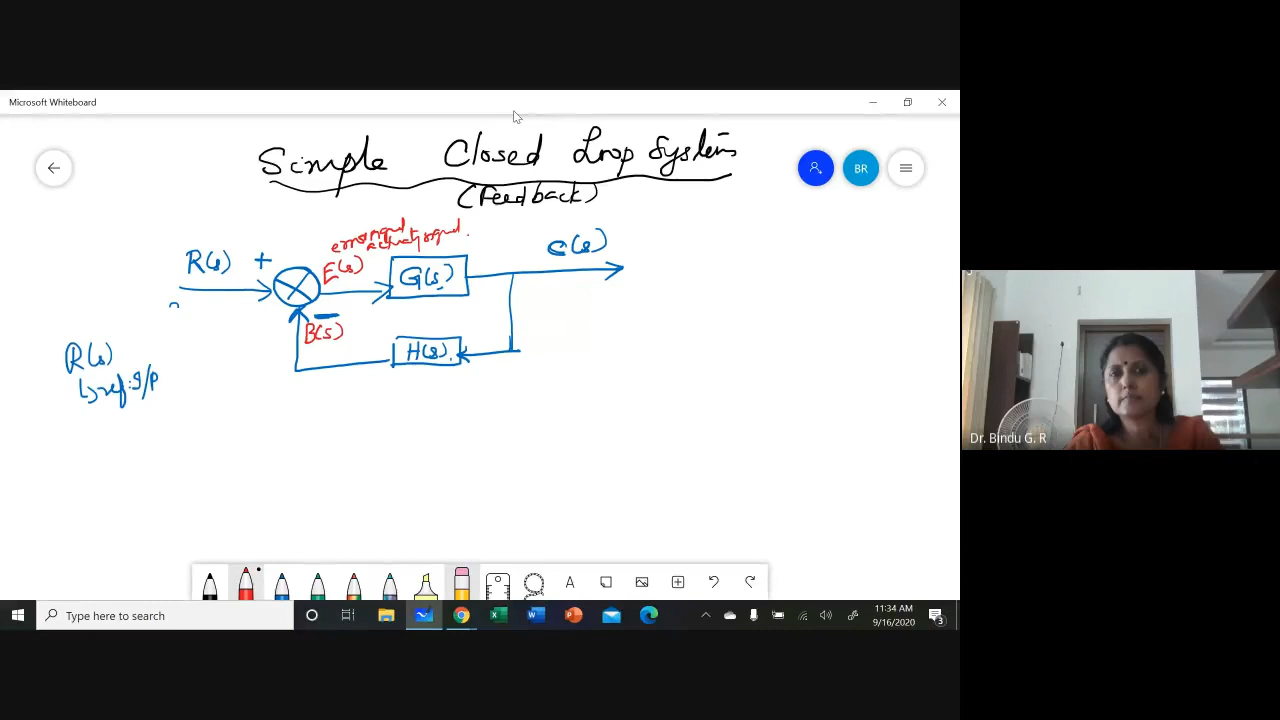 Microsoft Whiteboard
Simple Closed Loop System
(Feedback)
BR
error signal
actuating signal.
R(s) + E(s) G(s) C(s)
B(s) −
H(s)
R(s)
↳ ref: I/P
Dr. Bindu G. R
A
Type here to search
11:34 AM
9/16/2020
3